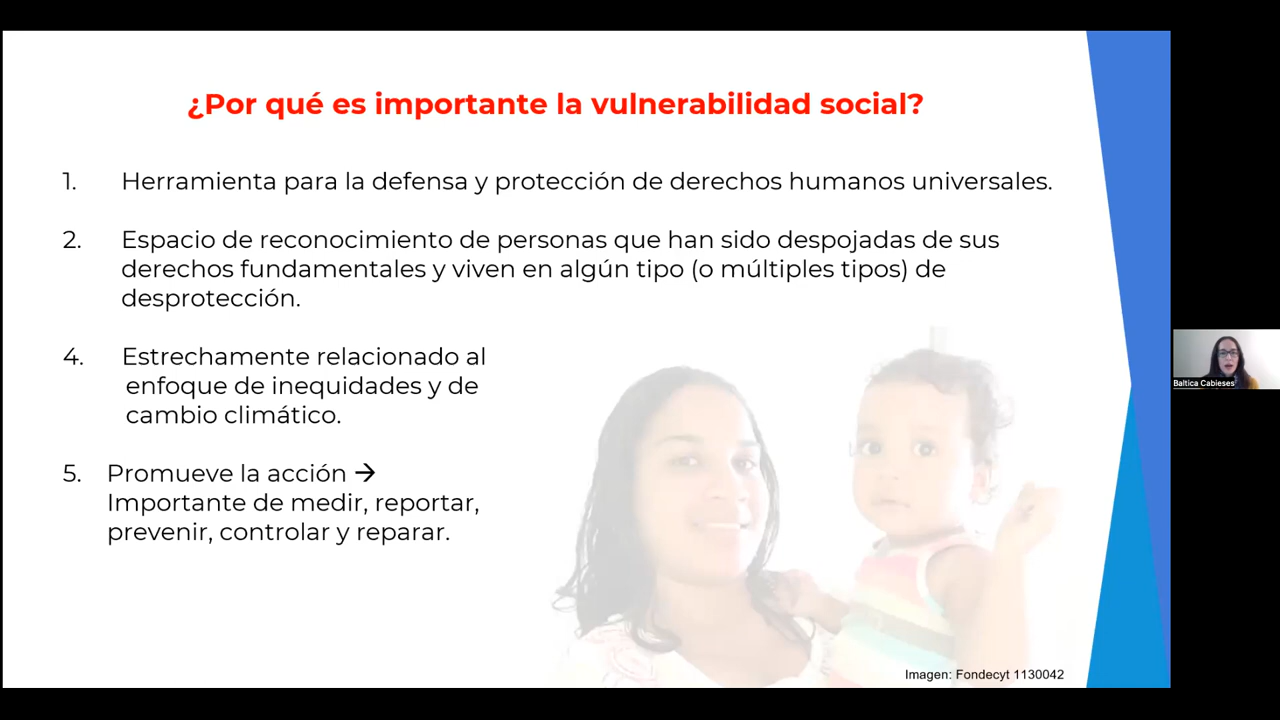 ¿Por qué es importante la vulnerabilidad social?
1. Herramienta para la defensa y protección de derechos humanos universales.
2. Espacio de reconocimiento de personas que han sido despojadas de sus
derechos fundamentales y viven en algún tipo (o múltiples tipos) de
desprotección.
4. Estrechamente relacionado al
enfoque de inequidades y de
cambio climático.
5. Promueve la acción →
Importante de medir, reportar,
prevenir, controlar y reparar.
Imagen: Fondecyt 1130042
Baltica Cabieses